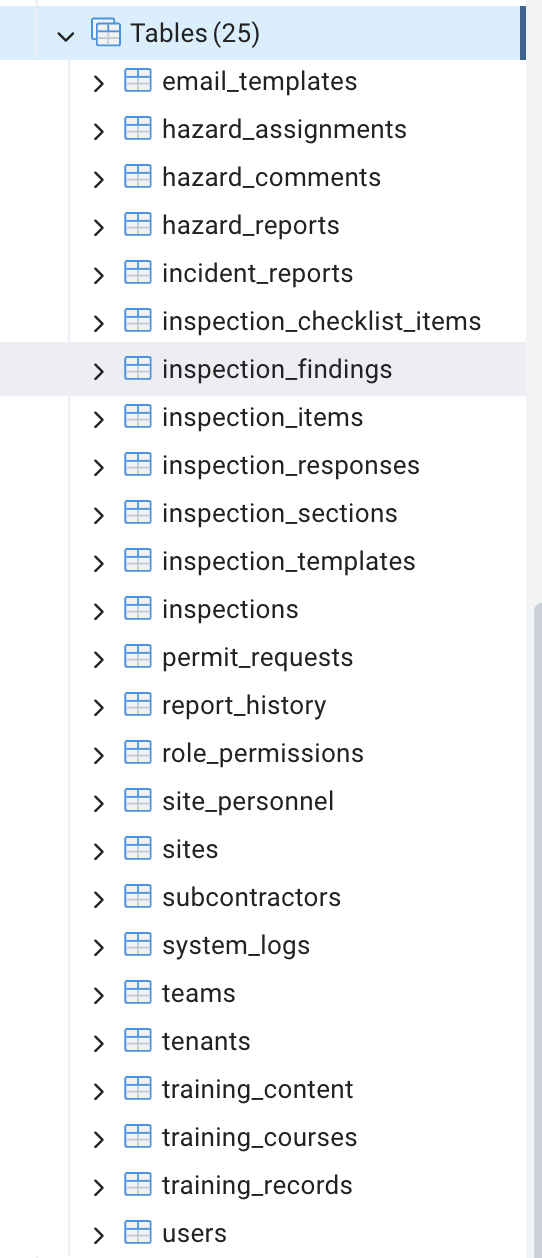 Tables (25)
email_templates
hazard_assignments
hazard_comments
hazard_reports
incident_reports
inspection_checklist_items
inspection_findings
inspection_items
inspection_responses
inspection_sections
inspection_templates
inspections
permit_requests
report_history
role_permissions
site_personnel
sites
subcontractors
system_logs
teams
tenants
training_content
training_courses
training_records
users